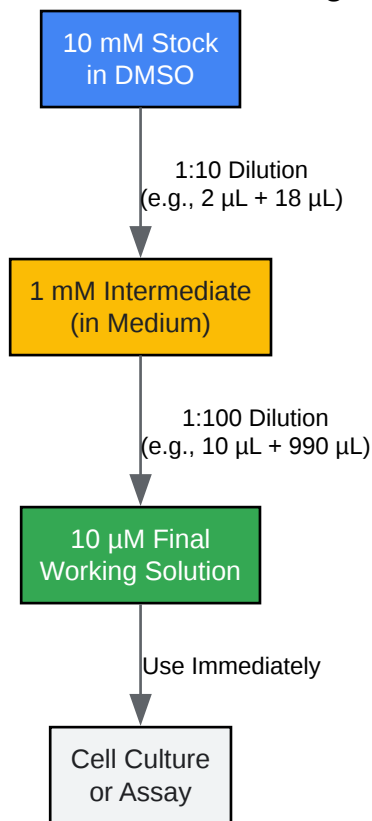 10 mM Stock
in DMSO
1:10 Dilution
(e.g., 2 µL + 18 µL)
1 mM Intermediate
(in Medium)
1:100 Dilution
(e.g., 10 µL + 990 µL)
10 µM Final
Working Solution
Use Immediately
Cell Culture
or Assay